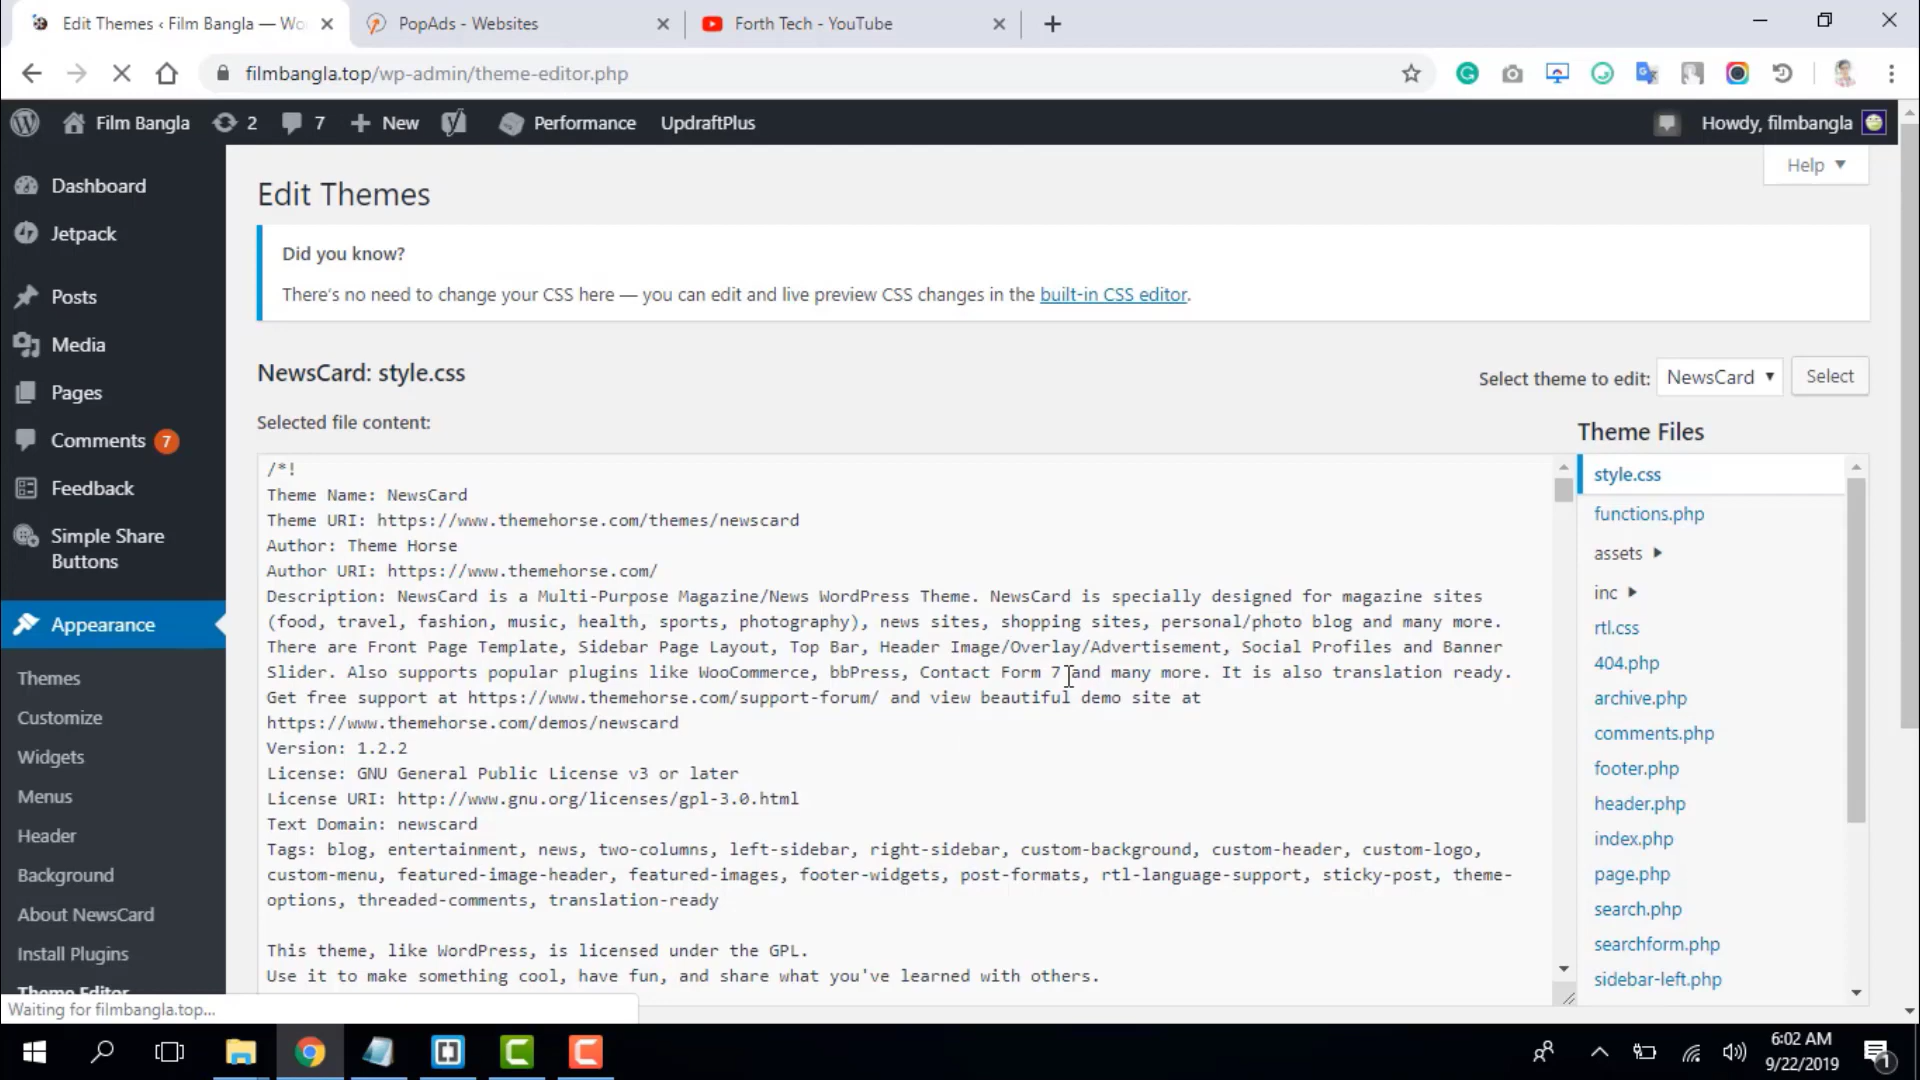 Edit Themes ‹ Film Bangla — Wo
PopAds - Websites
Forth Tech - YouTube
filmbangla.top/wp-admin/theme-editor.php
Film Bangla
2
7
New
Performance
UpdraftPlus
Howdy, filmbangla
Help
Dashboard
Jetpack
Posts
Media
Pages
Comments 7
Feedback
Simple Share
Buttons
Appearance
Themes
Customize
Widgets
Menus
Header
Background
About NewsCard
Install Plugins
Theme Editor
Edit Themes
Did you know?
There's no need to change your CSS here — you can edit and live preview CSS changes in the built-in CSS editor.
NewsCard: style.css
Select theme to edit: NewsCard Select
Selected file content:
/*!
Theme Name: NewsCard
Theme URI: https://www.themehorse.com/themes/newscard
Author: Theme Horse
Author URI: https://www.themehorse.com/
Description: NewsCard is a Multi-Purpose Magazine/News WordPress Theme. NewsCard is specially designed for magazine sites
(food, travel, fashion, music, health, sports, photography), news sites, shopping sites, personal/photo blog and many more.
There are Front Page Template, Sidebar Page Layout, Top Bar, Header Image/Overlay/Advertisement, Social Profiles and Banner
Slider. Also supports popular plugins like WooCommerce, bbPress, Contact Form 7 and many more. It is also translation ready.
Get free support at https://www.themehorse.com/support-forum/ and view beautiful demo site at
https://www.themehorse.com/demos/newscard
Version: 1.2.2
License: GNU General Public License v3 or later
License URI: http://www.gnu.org/licenses/gpl-3.0.html
Text Domain: newscard
Tags: blog, entertainment, news, two-columns, left-sidebar, right-sidebar, custom-background, custom-header, custom-logo,
custom-menu, featured-image-header, featured-images, footer-widgets, post-formats, rtl-language-support, sticky-post, theme-
options, threaded-comments, translation-ready
This theme, like WordPress, is licensed under the GPL.
Use it to make something cool, have fun, and share what you've learned with others.
Theme Files
style.css
functions.php
assets
inc
rtl.css
404.php
archive.php
comments.php
footer.php
header.php
index.php
page.php
search.php
searchform.php
sidebar-left.php
Waiting for filmbangla.top...
6:02 AM
9/22/2019
1